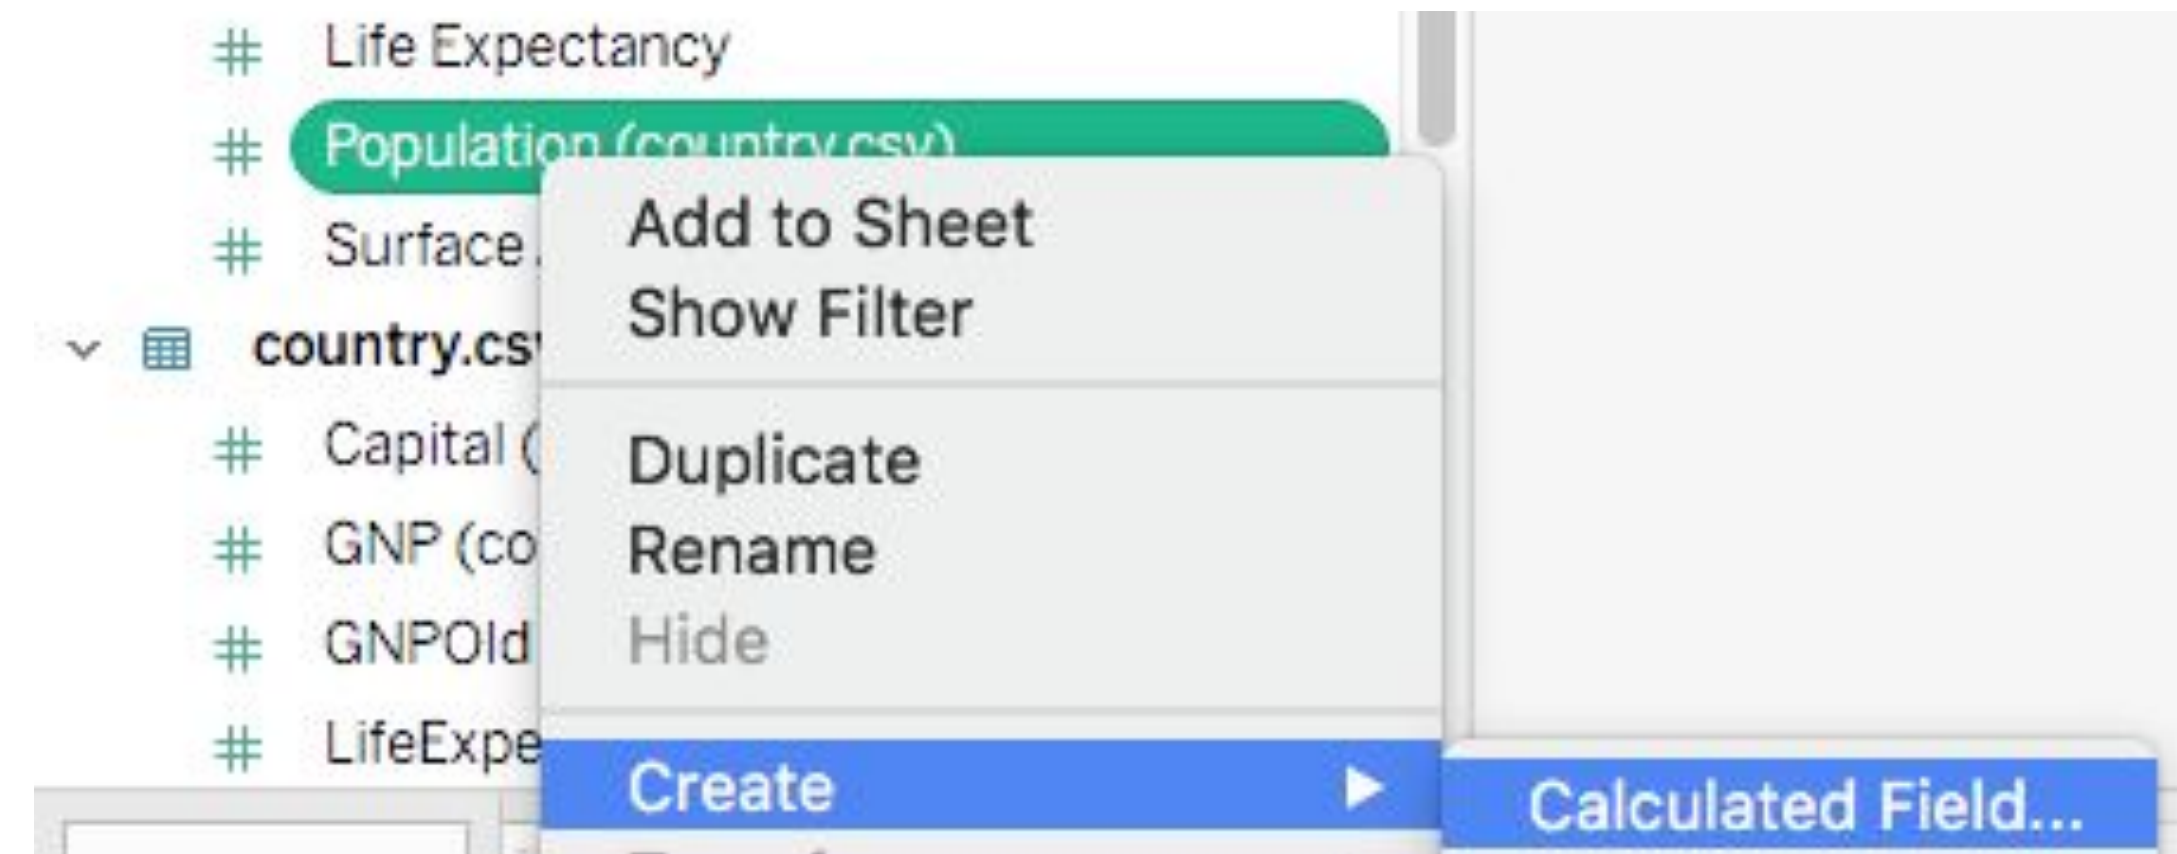 Life Expectancy
Population (country.csv)
Surface
country.csv
Capital (
GNP (co
GNPOld
LifeExpe
Add to Sheet
Show Filter
Duplicate
Rename
Hide
Create
Calculated Field...